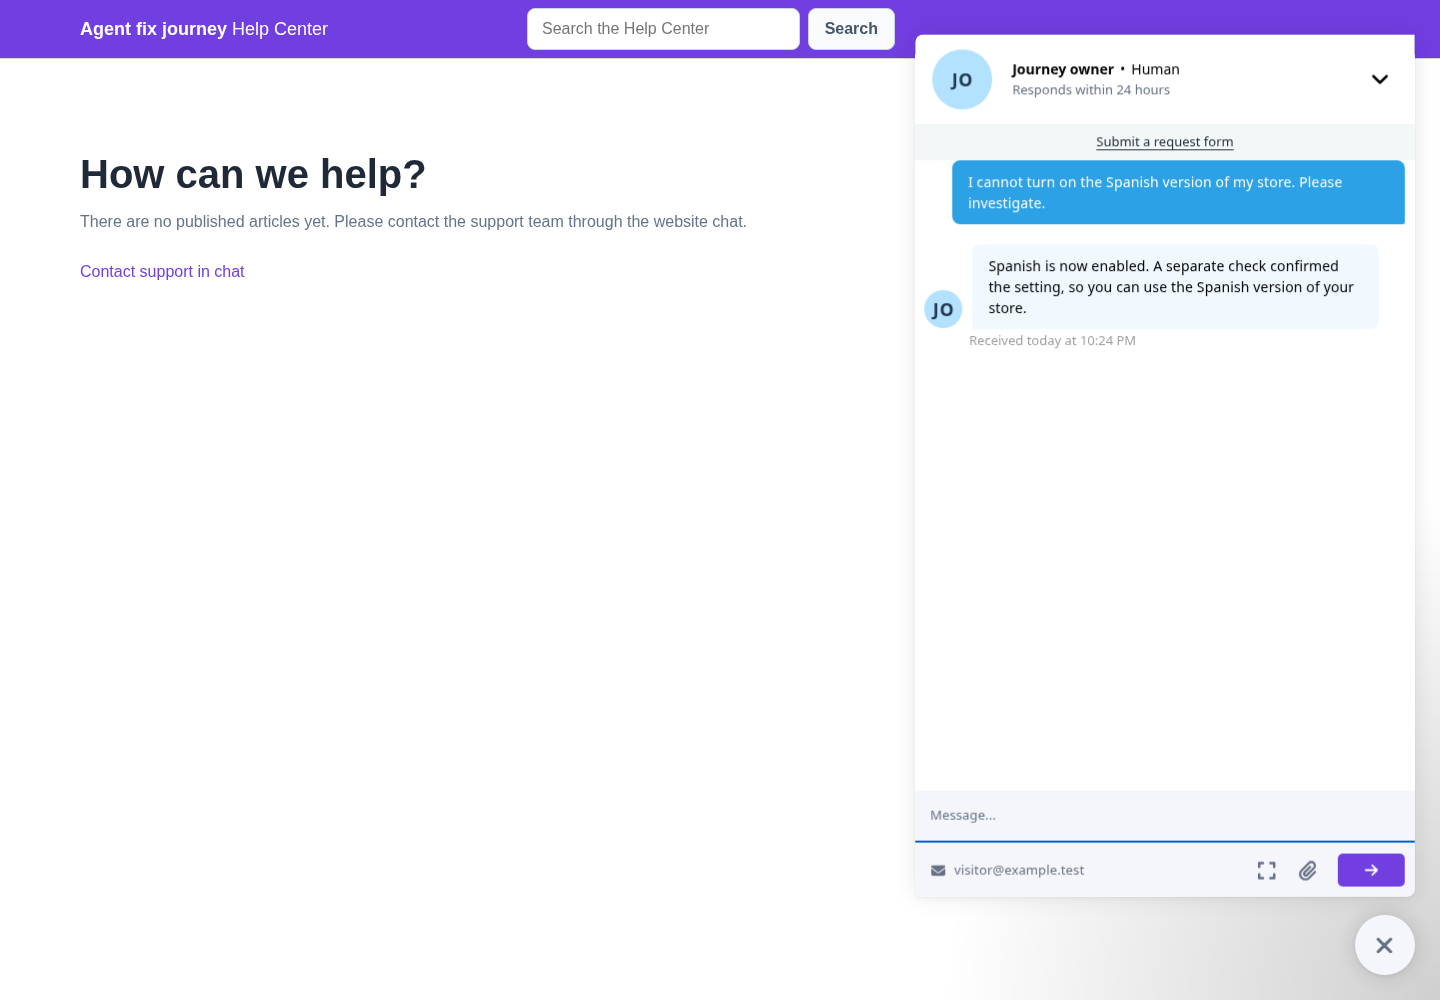 Agent fix journey Help Center
Search the Help Center
Search
How can we help?
There are no published articles yet. Please contact the support team through the website chat.
Contact support in chat
JO
Journey owner • Human
Responds within 24 hours
Submit a request form
I cannot turn on the Spanish version of my store. Please
investigate.
Spanish is now enabled. A separate check confirmed
the setting, so you can use the Spanish version of your
store.
JO
Received today at 10:24 PM
Message...
visitor@example.test